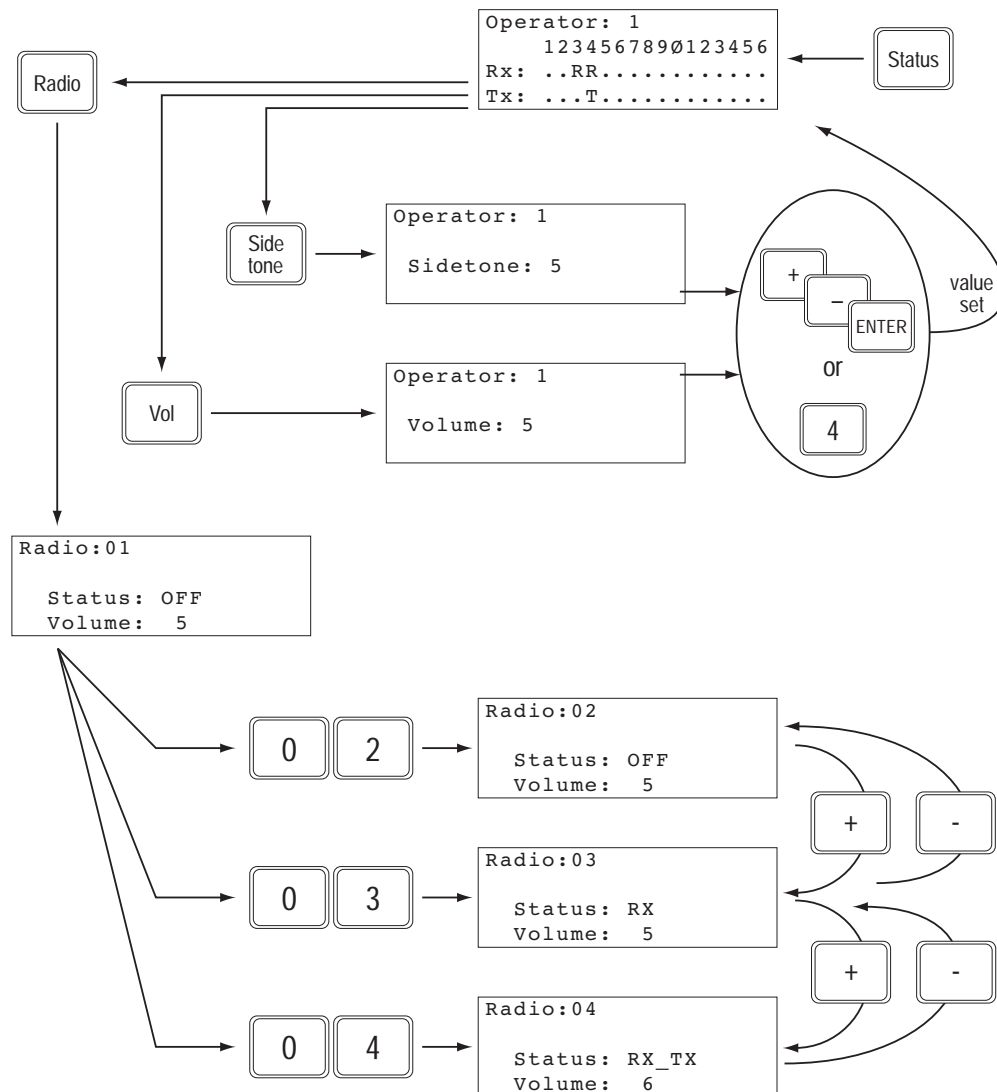 Operator: 1
1234567890123456
Rx: ..RR............
Tx: ...T............
Status
Radio
Side
tone
Operator: 1
Sidetone: 5
+
–
ENTER
or
4
value
set
Vol
Operator: 1
Volume: 5
Radio:01
Status: OFF
Volume: 5
0 2
Radio:02
Status: OFF
Volume: 5
+ -
0 3
Radio:03
Status: RX
Volume: 5
+ -
0 4
Radio:04
Status: RX_TX
Volume: 6